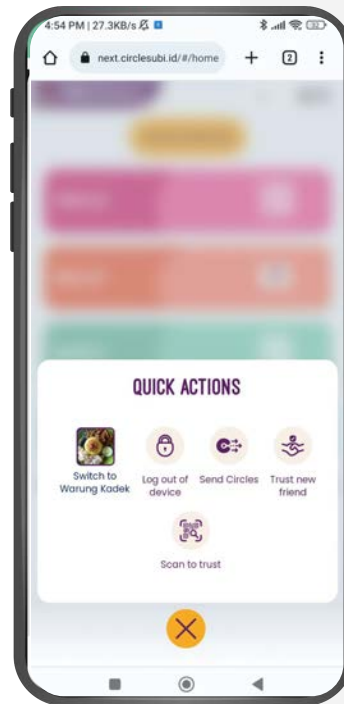 4:54 PM | 27.3KB/s
32
next.circlesubi.id/#/home
2
QUICK ACTIONS
Switch to
Warung Kadek
Log out of
device
Send Circles
Trust new
friend
Scan to trust